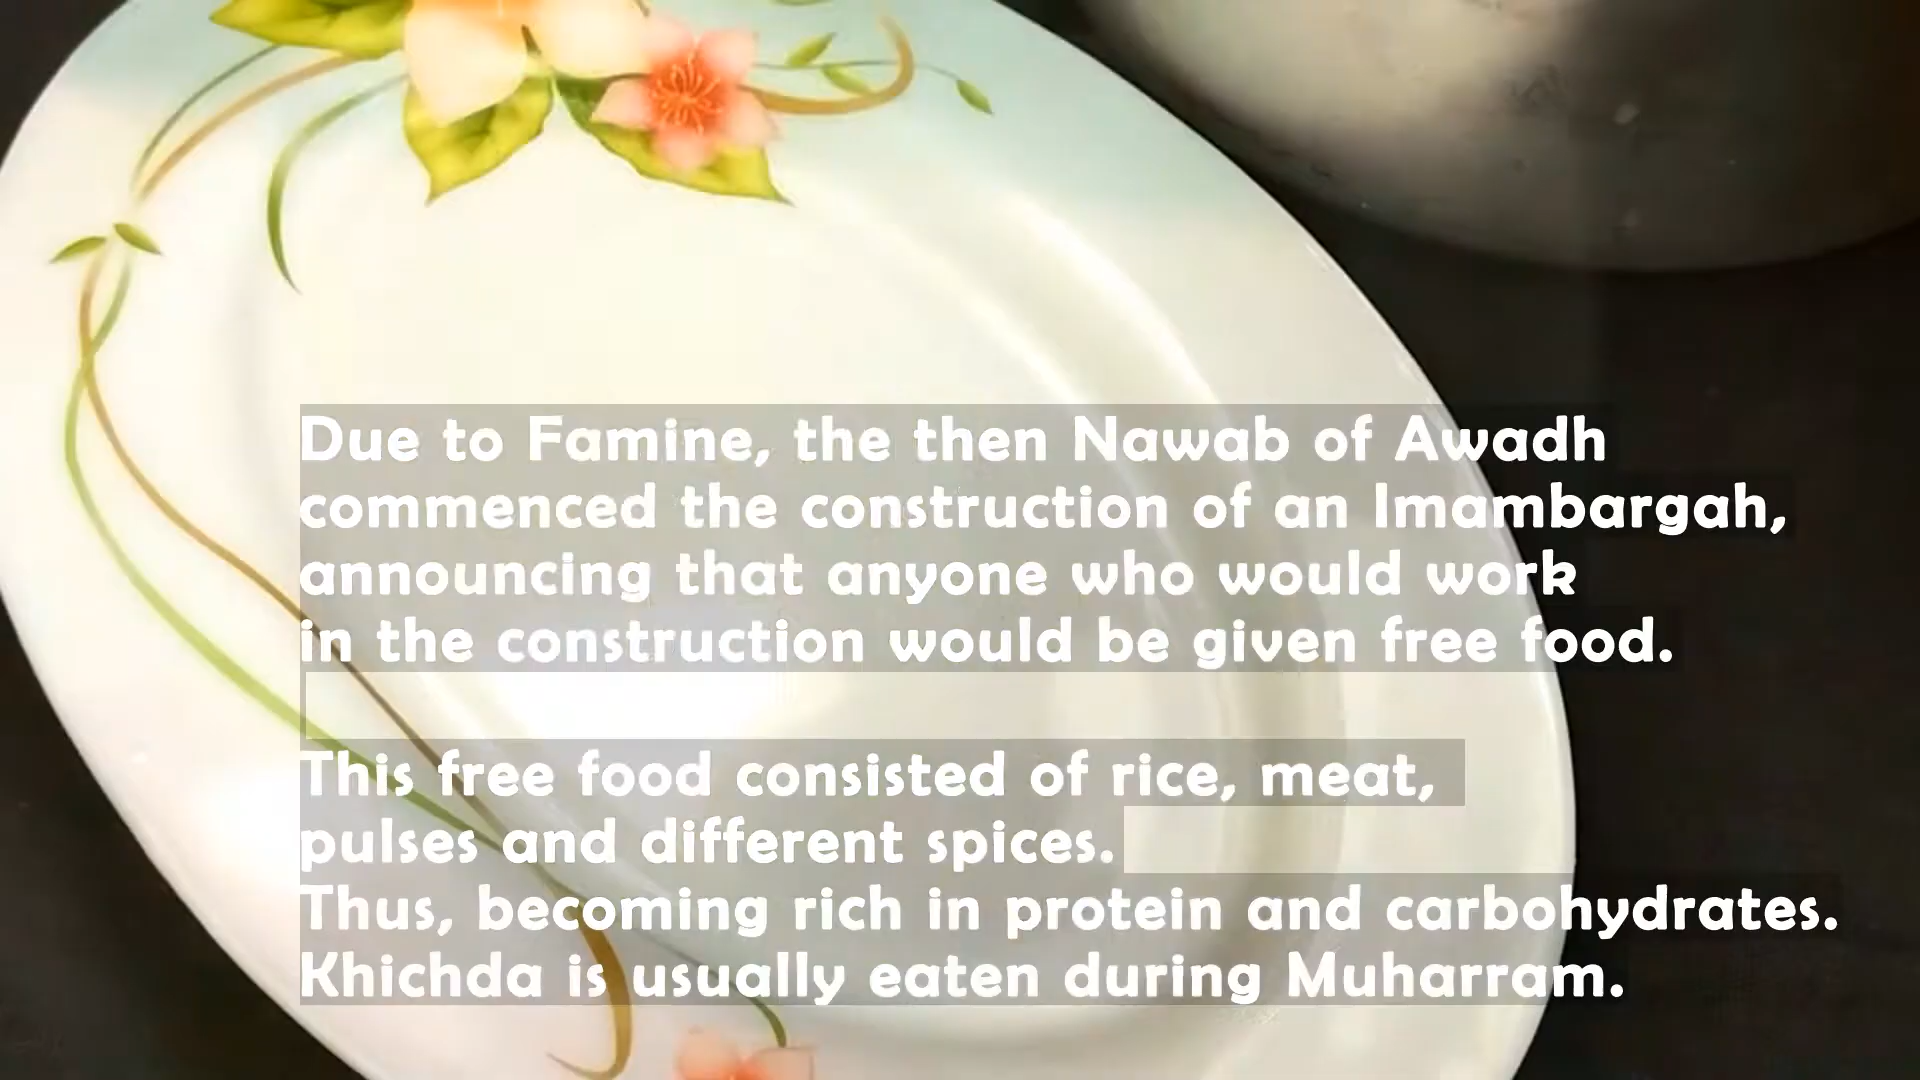 Due to Famine, the then Nawab of Awadh
commenced the construction of an Imambargah,
announcing that anyone who would work
in the construction would be given free food.
This free food consisted of rice, meat,
pulses and different spices.
Thus, becoming rich in protein and carbohydrates.
Khichda is usually eaten during Muharram.